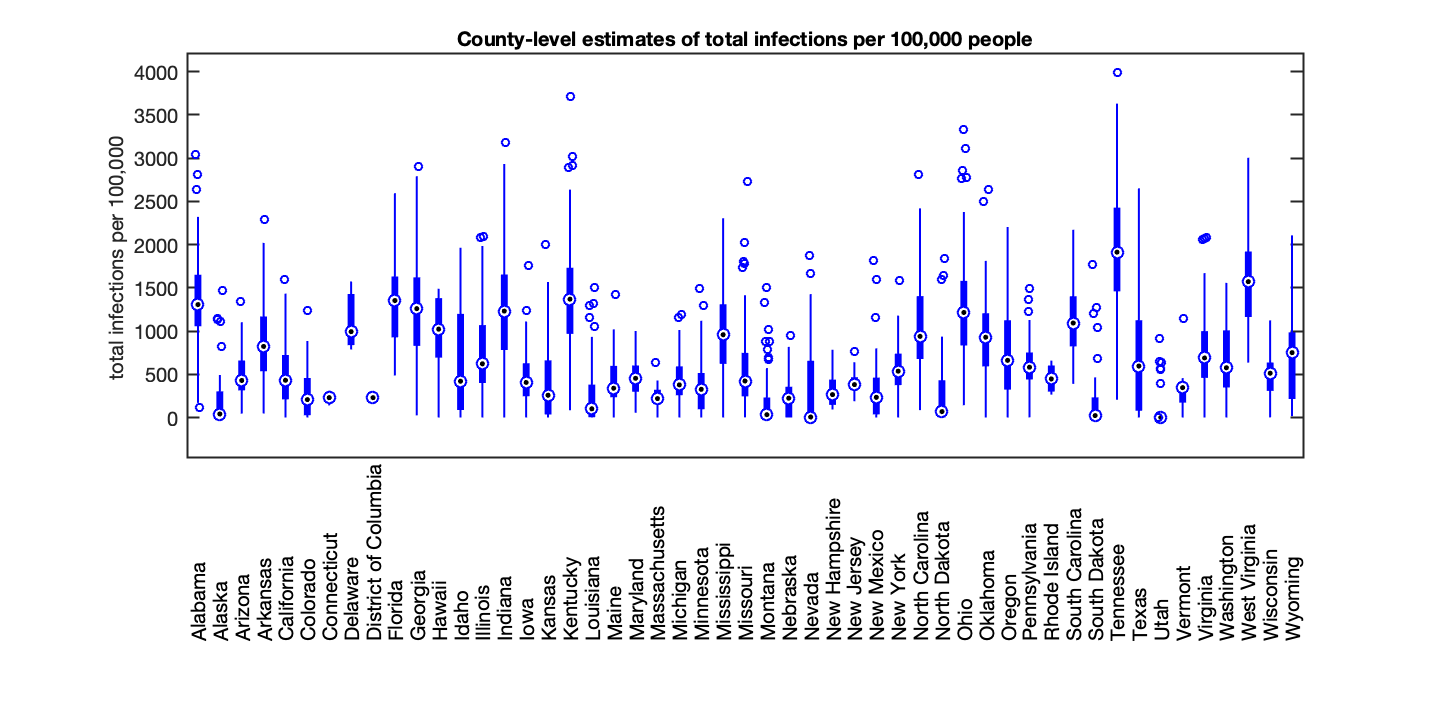 County-level estimates of total infections per 100,000 people
total infections per 100,000
4000
3500
3000
2500
2000
1500
1000
500
0
Alabama
Alaska
Arizona
Arkansas
California
Colorado
Connecticut
Delaware
District of Columbia
Florida
Georgia
Hawaii
Idaho
Illinois
Indiana
Iowa
Kansas
Kentucky
Louisiana
Maine
Maryland
Massachusetts
Michigan
Minnesota
Mississippi
Missouri
Montana
Nebraska
Nevada
New Hampshire
New Jersey
New Mexico
New York
North Carolina
North Dakota
Ohio
Oklahoma
Oregon
Pennsylvania
Rhode Island
South Carolina
South Dakota
Tennessee
Texas
Utah
Vermont
Virginia
Washington
West Virginia
Wisconsin
Wyoming